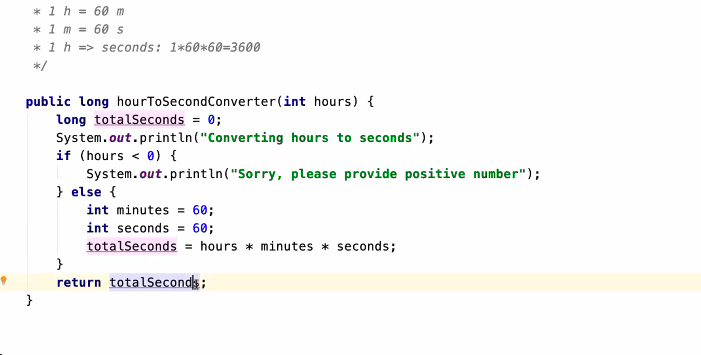 * 1 h = 60 m
* 1 m = 60 s
* 1 h => seconds: 1*60*60=3600
*/
public long hourToSecondConverter(int hours) {
long totalSeconds = 0;
System.out.println("Converting hours to seconds");
if (hours < 0) {
System.out.println("Sorry, please provide positive number");
} else {
int minutes = 60;
int seconds = 60;
totalSeconds = hours * minutes * seconds;
}
return totalSeconds;
}